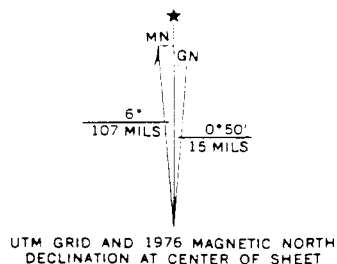 MN
GN
6°
107 MILS
0°50'
15 MILS
UTM GRID AND 1976 MAGNETIC NORTH
DECLINATION AT CENTER OF SHEET